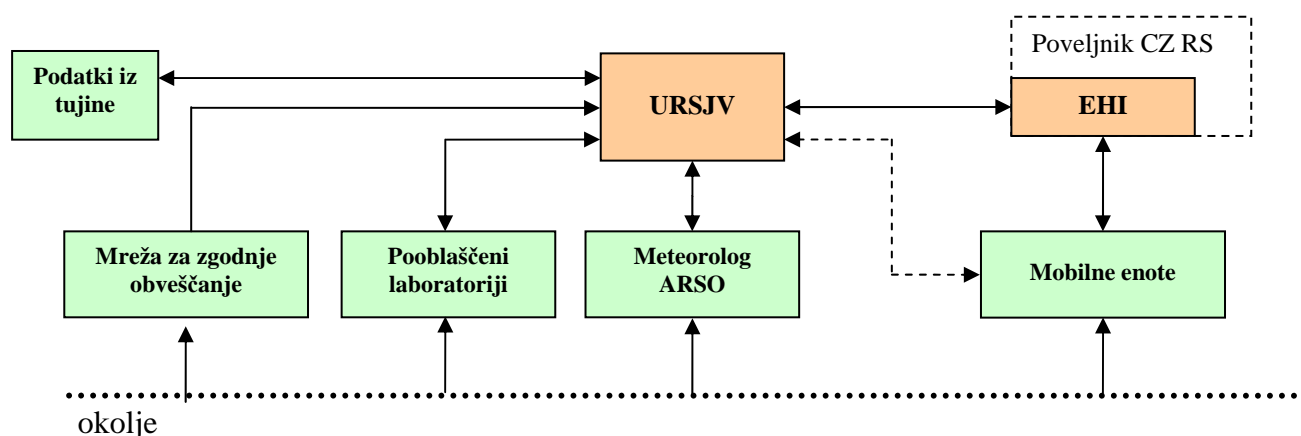 Poveljnik CZ RS
Podatki iz
tujine
URSJV
EHI
Mreža za zgodnje
obveščanje
Pooblaščeni
laboratoriji
Meteorolog
ARSO
Mobilne enote
okolje